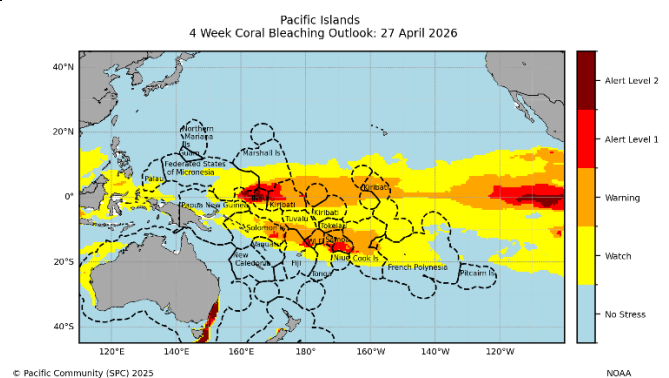 Pacific Islands
4 Week Coral Bleaching Outlook: 27 April 2026
40°N
20°N
0°
20°S
40°S
120°E
140°E
160°E
180°
160°W
140°W
120°W
Northern
Mariana
Ils
Guam
Marshall Is
Federated States
of Micronesia
Palau
Kiribati
Kiribati
Papua New Guinea
Kiribati
Tuvalu
Solomon Is
Tokelau
Vanuatu
Samoa
New
Caledonia
Fiji
Niue
Cook Is
Tonga
French Polynesia
Pitcairn Is
Alert Level 2
Alert Level 1
Warning
Watch
No Stress
© Pacific Community (SPC) 2025
NOAA